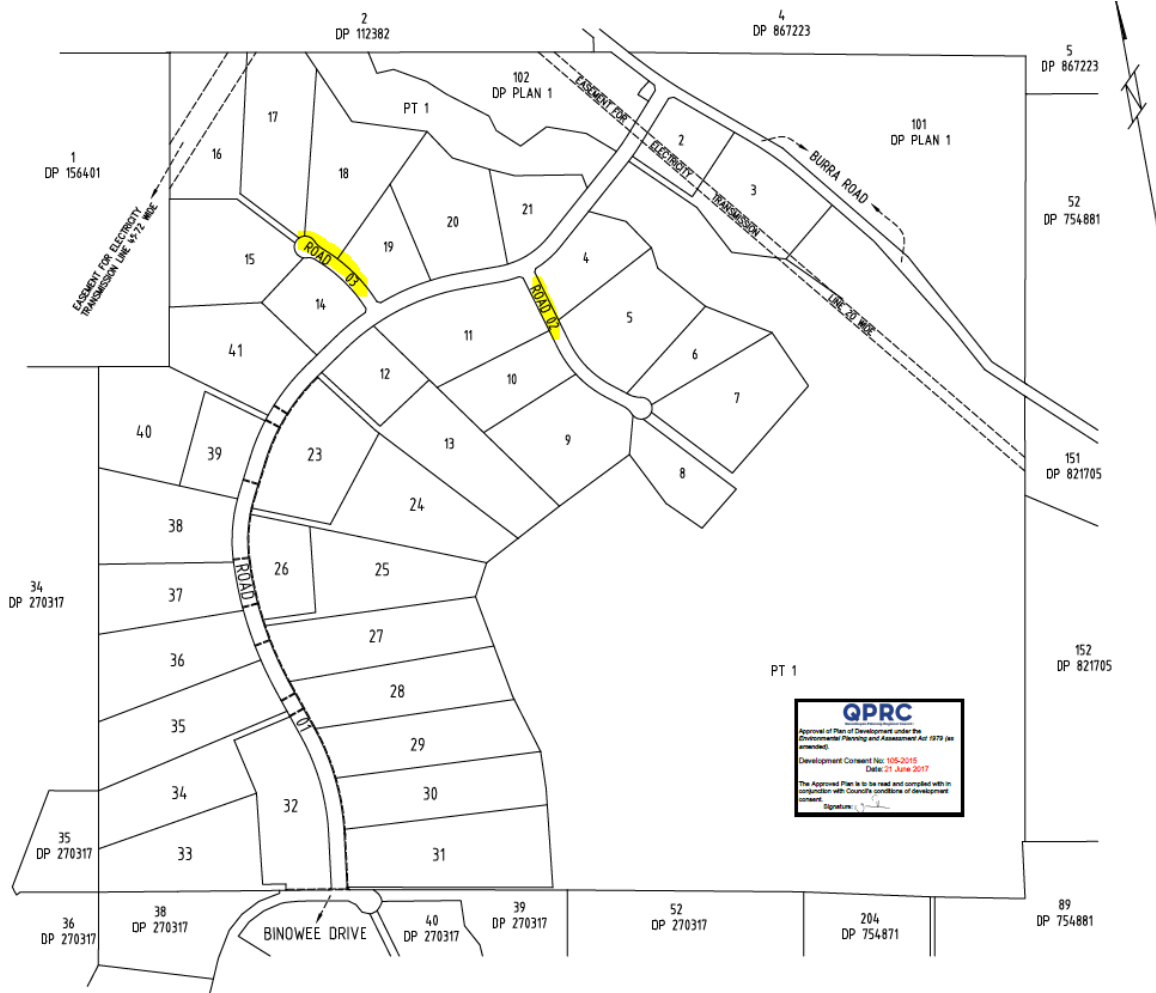 2
DP 112382
4
DP 867223
5
DP 867223
102
DP PLAN 1
PT 1
101
DP PLAN 1
17
16
18
1
DP 156401
EASEMENT FOR
ELECTRICITY
TRANSMISSION
LINE 20 WIDE
2
3
BURRA ROAD
52
DP 754881
EASEMENT FOR ELECTRICITY
TRANSMISSION LINE 45.72 WIDE
20
21
19
15
ROAD 03
14
4
ROAD 02
5
6
7
11
41
12
10
13
9
8
40
39
23
24
151
DP 821705
38
26
25
ROAD
37
34
DP 270317
27
36
28
PT 1
152
DP 821705
35
01
29
34
30
32
33
31
QPRC
Approval of Plan of Development under the
Environmental Planning and Assessment Act 1979 (as
amended).
Development Consent No: 105-2015
Date: 21 June 2017
The Approved Plan is to be read and complied with in
conjunction with Council's conditions of development
consent.
Signature:
35
DP 270317
36
DP 270317
38
DP 270317
BINOWEE DRIVE
40
DP 270317
39
DP 270317
52
DP 270317
204
DP 754871
89
DP 754881